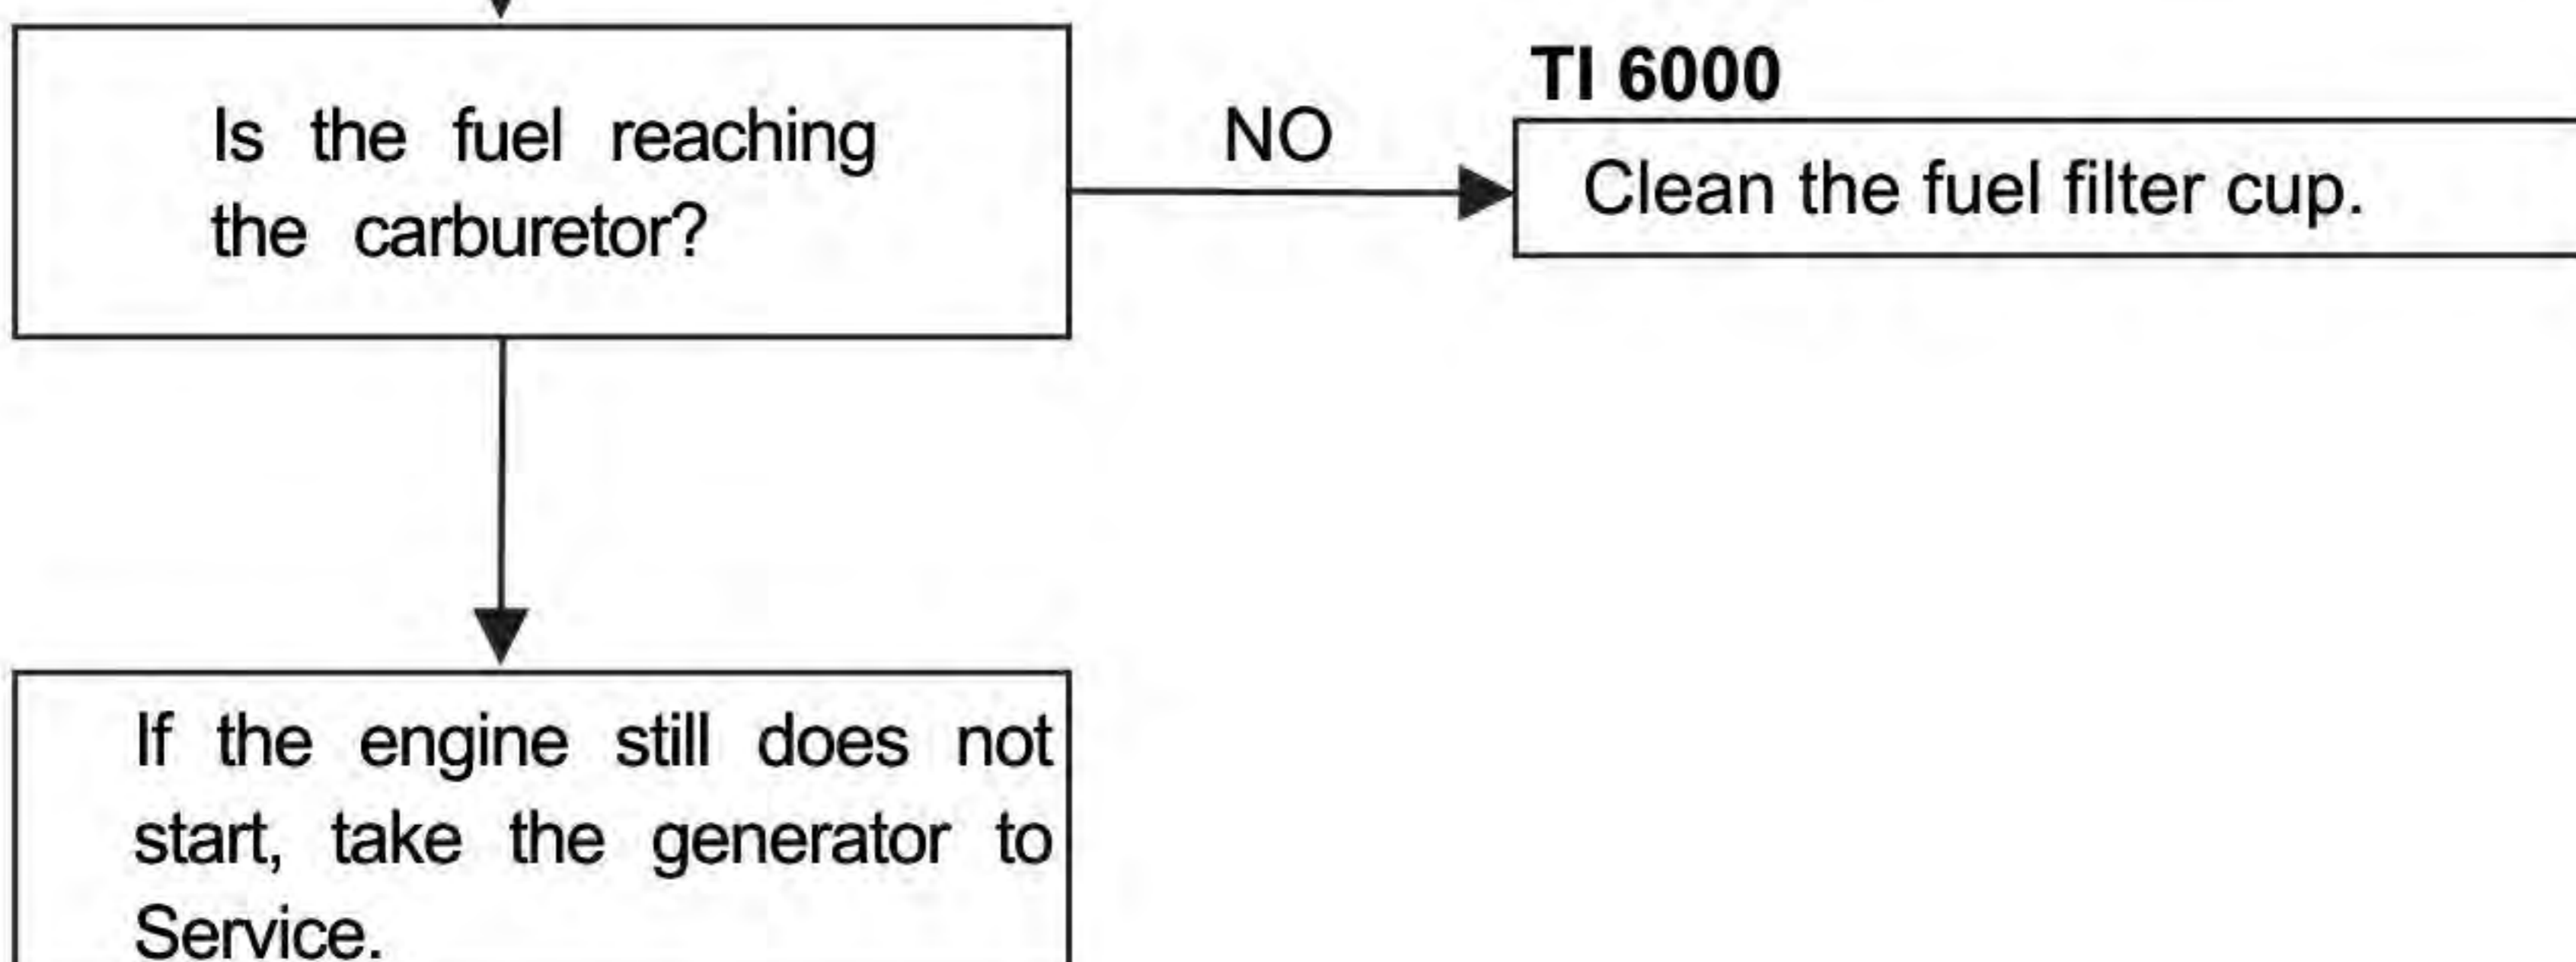 Is the fuel reaching
the carburetor?
NO
TI 6000
Clean the fuel filter cup.
If the engine still does not
start, take the generator to
Service.